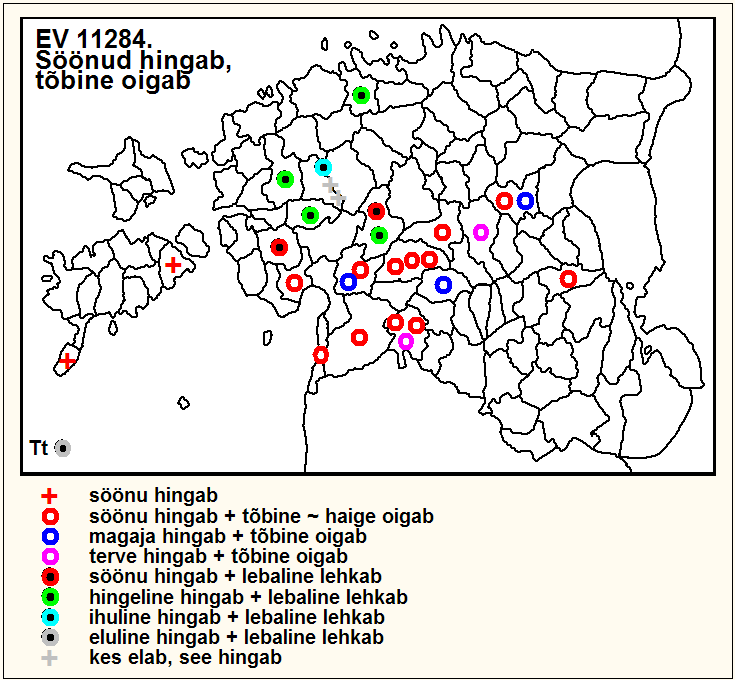 EV 11284.
Söönud hingab,
tõbine oigab
Tt
söönu hingab
söönu hingab + tõbine ~ haige oigab
magaja hingab + tõbine oigab
terve hingab + tõbine oigab
söönu hingab + lebaline lehkab
hingeline hingab + lebaline lehkab
ihuline hingab + lebaline lehkab
eluline hingab + lebaline lehkab
kes elab, see hingab